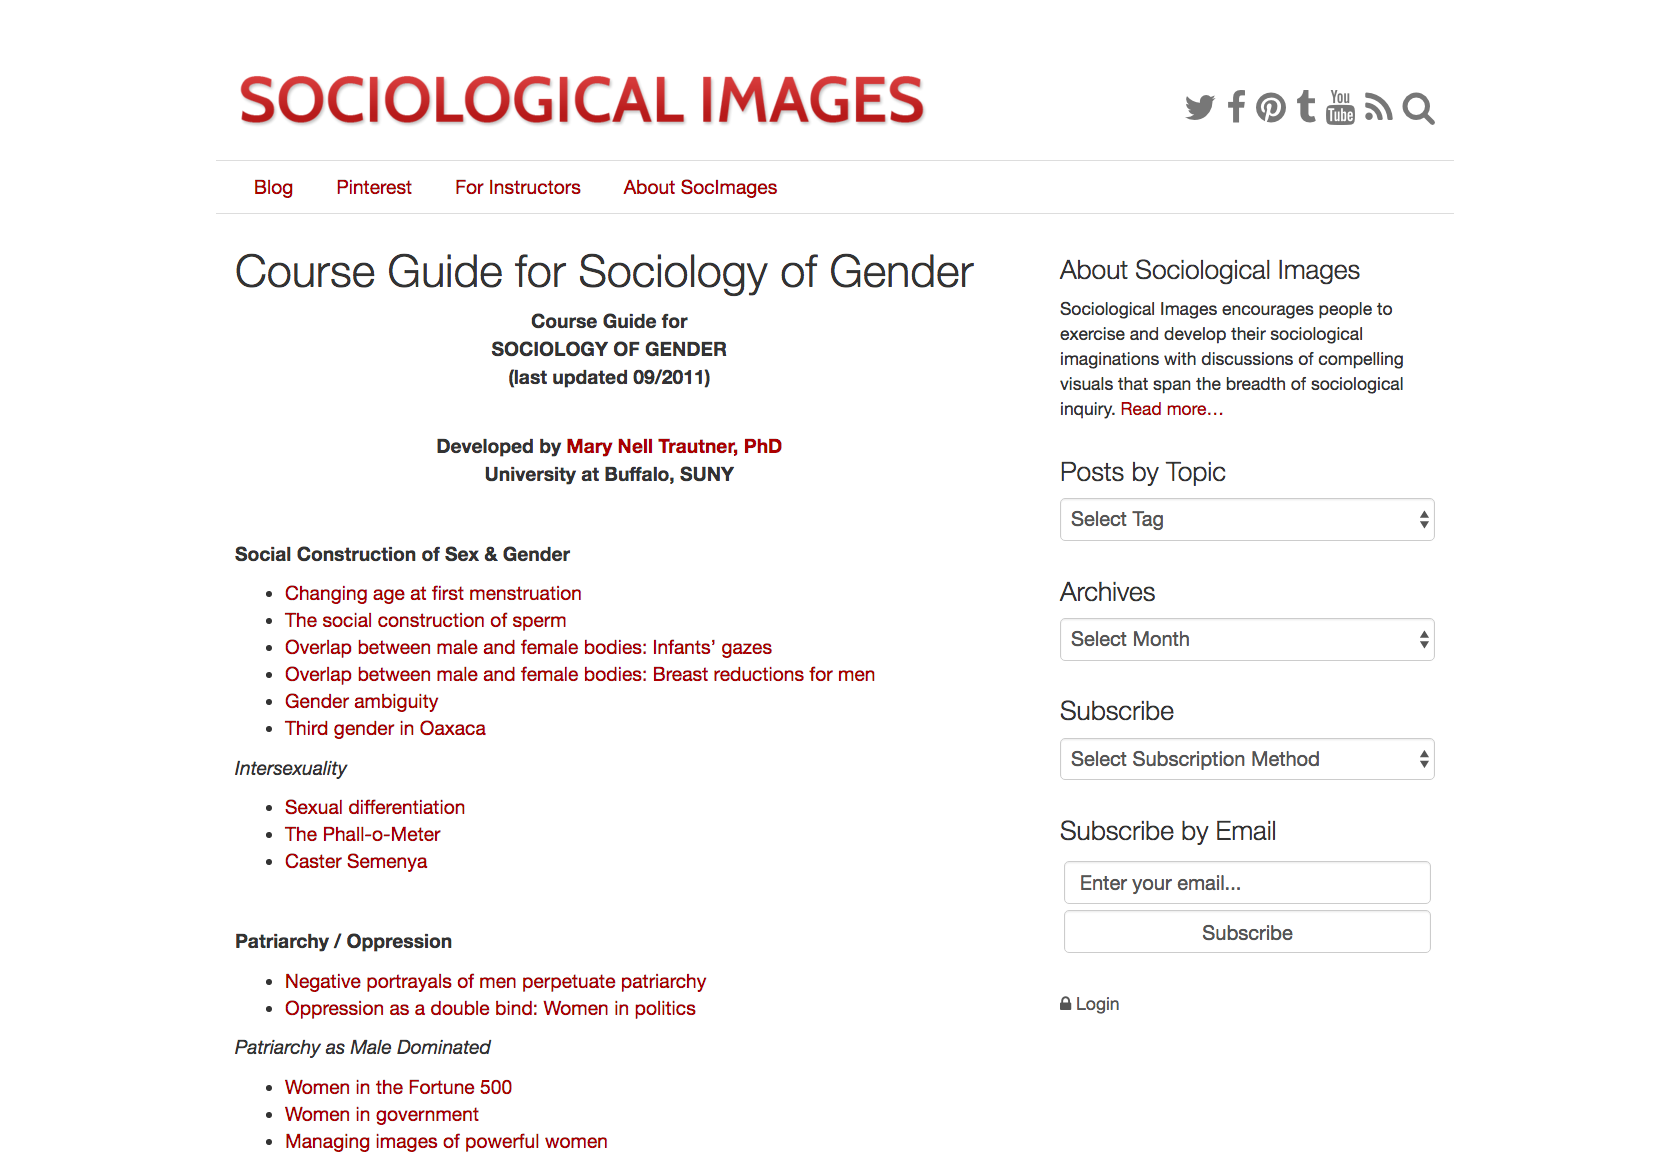 SOCIOLOGICAL IMAGES
You
Tube
Blog
Pinterest
For Instructors
About SocImages
Course Guide for Sociology of Gender
Course Guide for
SOCIOLOGY OF GENDER
(last updated 09/2011)
Developed by Mary Nell Trautner, PhD
University at Buffalo, SUNY
Social Construction of Sex & Gender
• Changing age at first menstruation
• The social construction of sperm
• Overlap between male and female bodies: Infants’ gazes
• Overlap between male and female bodies: Breast reductions for men
• Gender ambiguity
• Third gender in Oaxaca
Intersexuality
• Sexual differentiation
• The Phall-o-Meter
• Caster Semenya
Patriarchy / Oppression
• Negative portrayals of men perpetuate patriarchy
• Oppression as a double bind: Women in politics
Patriarchy as Male Dominated
• Women in the Fortune 500
• Women in government
• Managing images of powerful women
About Sociological Images
Sociological Images encourages people to
exercise and develop their sociological
imaginations with discussions of compelling
visuals that span the breadth of sociological
inquiry. Read more…
Posts by Topic
Select Tag
Archives
Select Month
Subscribe
Select Subscription Method
Subscribe by Email
Enter your email...
Subscribe
Login